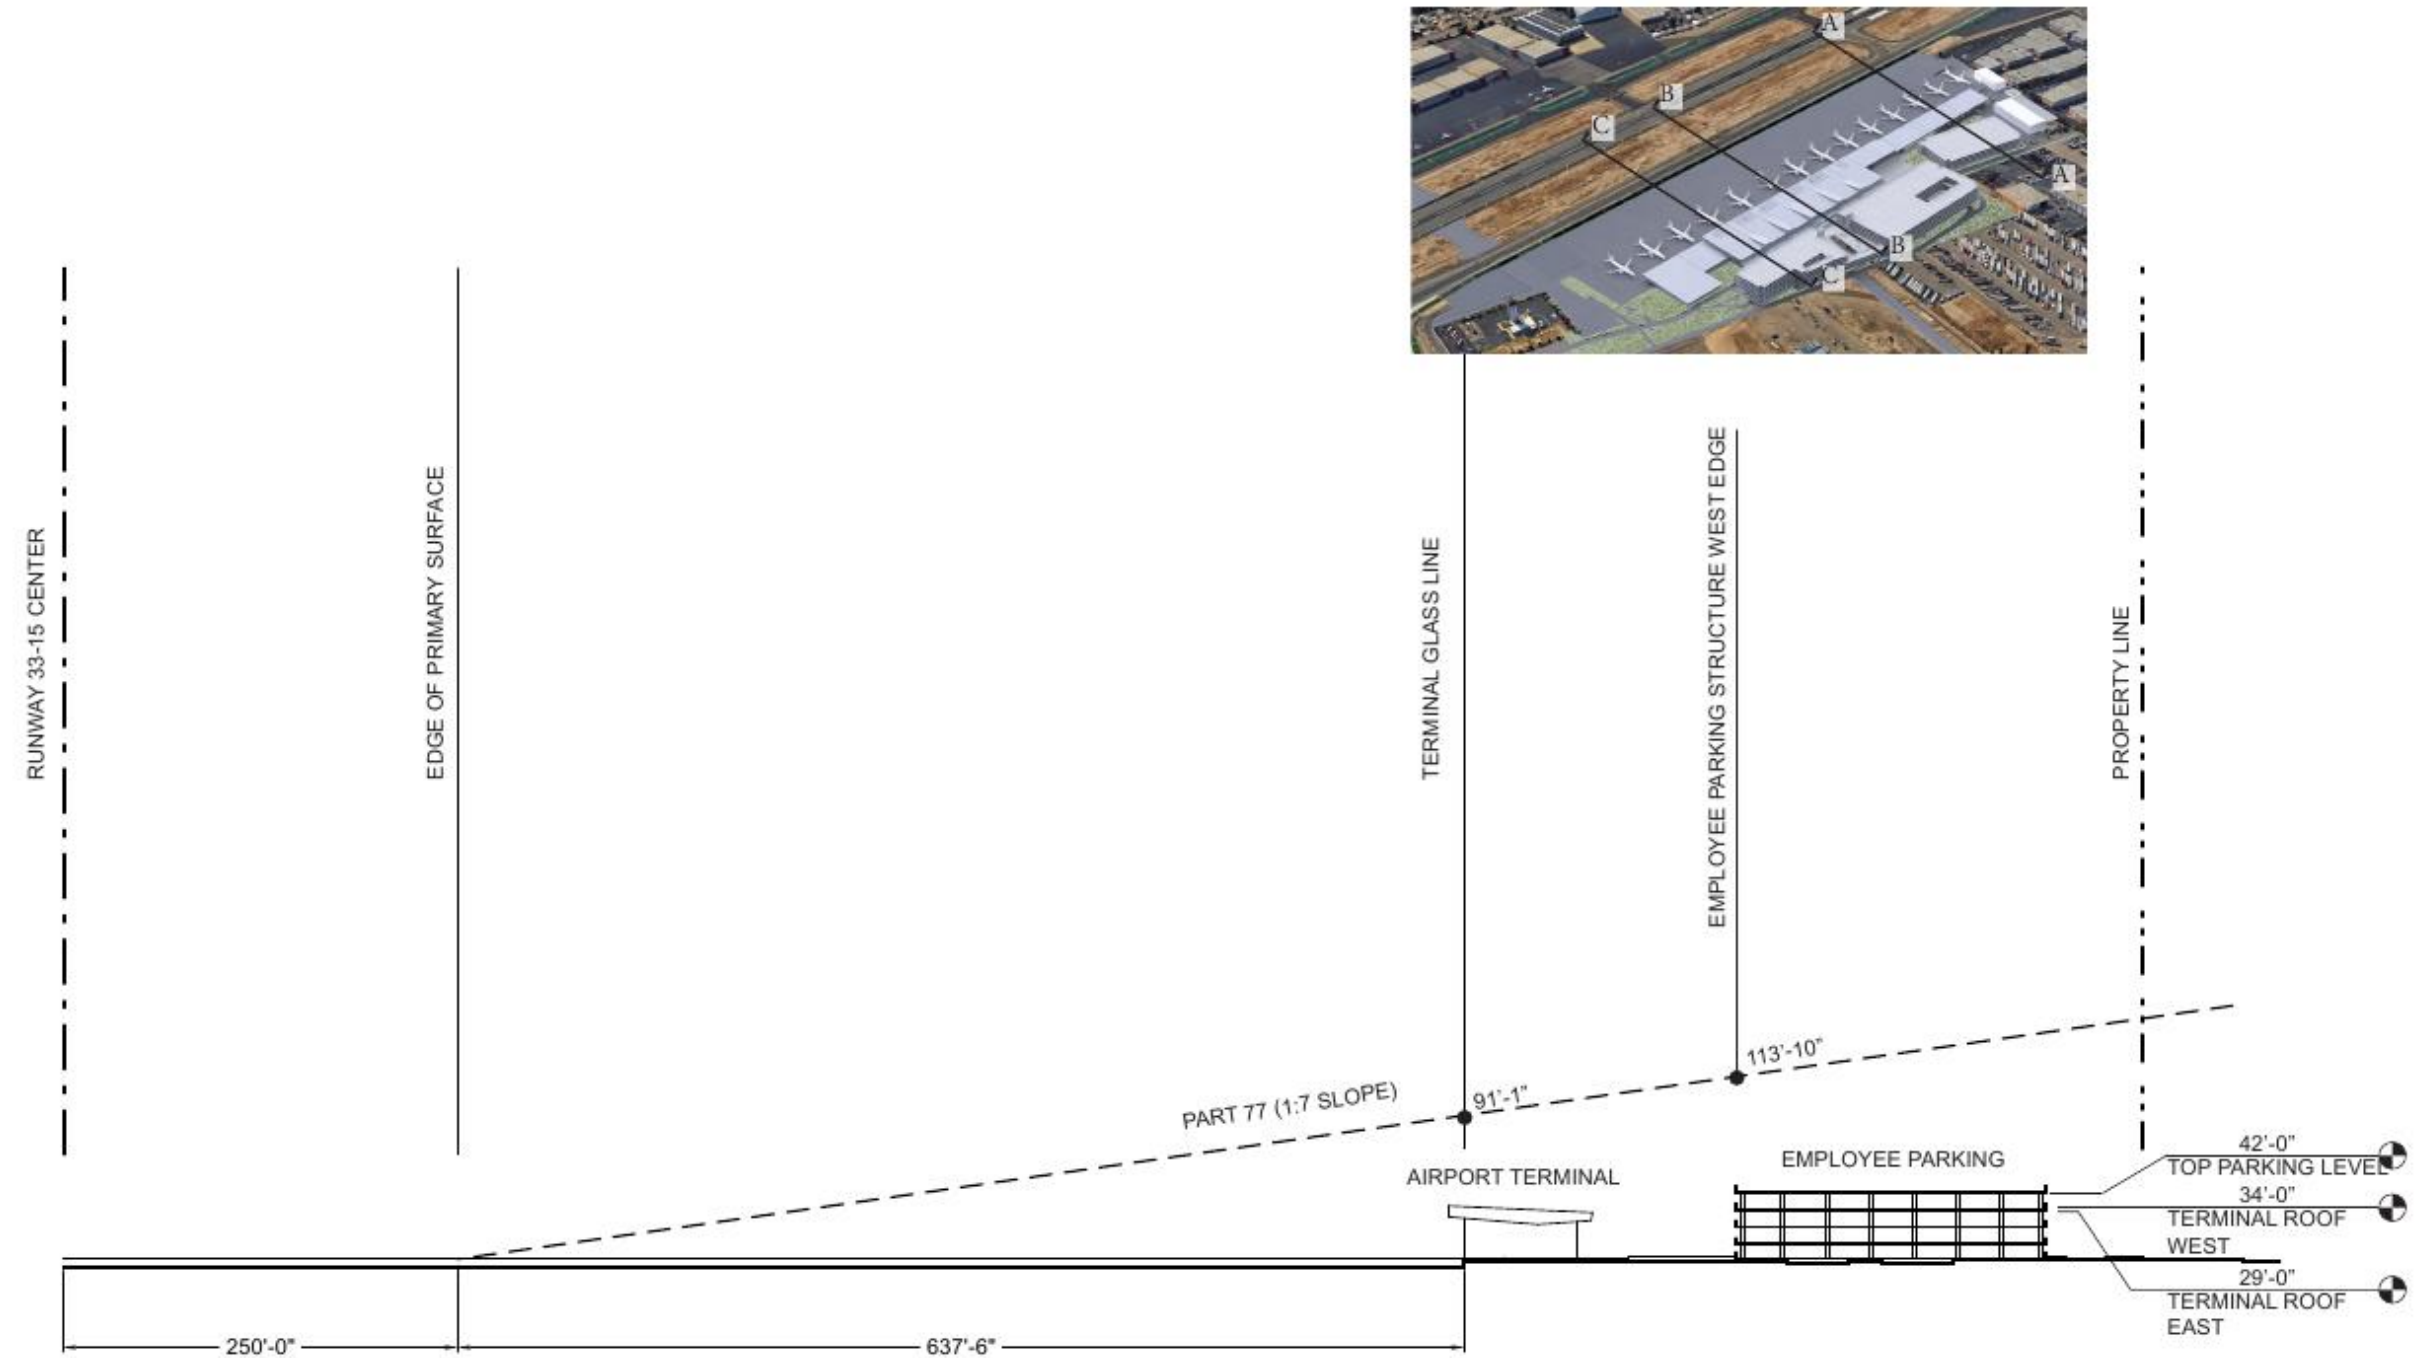 A
B
C
A
B
C
RUNWAY 33-15 CENTER
EDGE OF PRIMARY SURFACE
TERMINAL GLASS LINE
EMPLOYEE PARKING STRUCTURE WEST EDGE
PROPERTY LINE
PART 77 (1:7 SLOPE)
91'-1"
113'-10"
AIRPORT TERMINAL
EMPLOYEE PARKING
42'-0"
TOP PARKING LEVEL
34'-0"
TERMINAL ROOF
WEST
29'-0"
TERMINAL ROOF
EAST
250'-0"
637'-6"